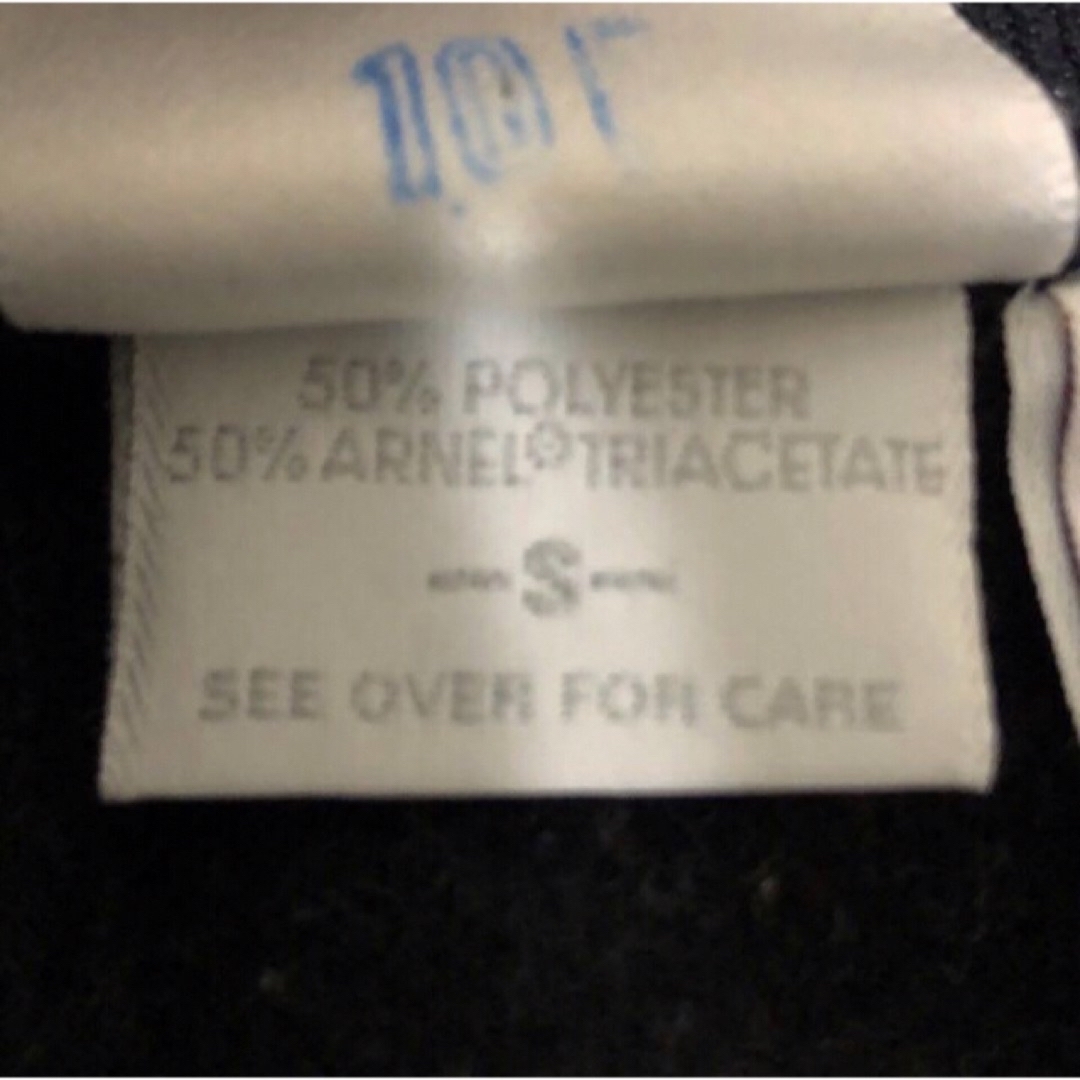 50% POLYESTER
50% ARNEL® TRIACETATE
S
SEE OVER FOR CARE